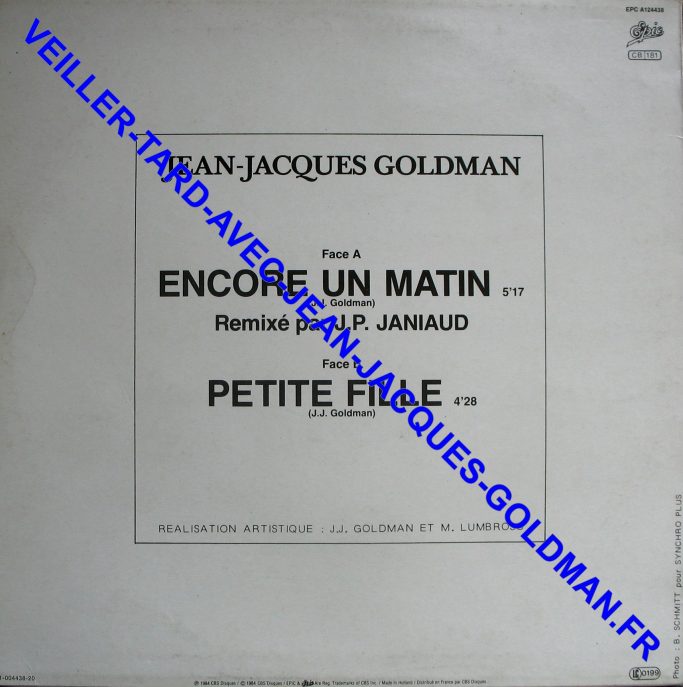 EPC A124438
Epic
CB 181
JEAN-JACQUES GOLDMAN
Face A
ENCORE UN MATIN 5'17
(J.J. Goldman)
Remixé par J.P. JANIAUD
Face
PETITE FILLE 4'28
(J.J. Goldman)
REALISATION ARTISTIQUE : J.J. GOLDMAN ET M. LUMBROSO
VEILLER-TARD-AVEC-JEAN-JACQUES-GOLDMAN.FR
Photo : B. SCHMITT pour SYNCHRO PLUS
-004438-20
℗ 1984 CBS Disques / © 1984 CBS Disques / EPIC & Epic Are Reg. Trademarks of CBS Inc. / Made in Holland / Distribué en France par CBS Disques
LC 0199